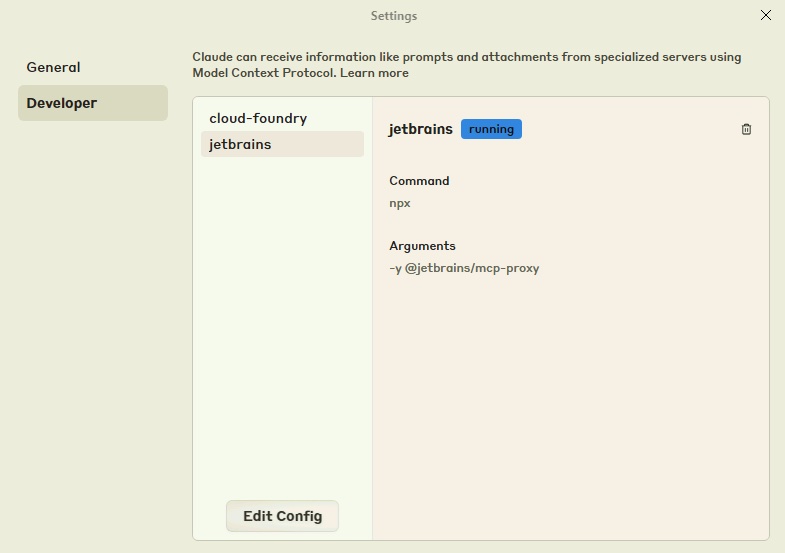 Settings
General
Developer
Claude can receive information like prompts and attachments from specialized servers using
Model Context Protocol. Learn more
cloud-foundry
jetbrains
Edit Config
jetbrains running
Command
npx
Arguments
-y @jetbrains/mcp-proxy